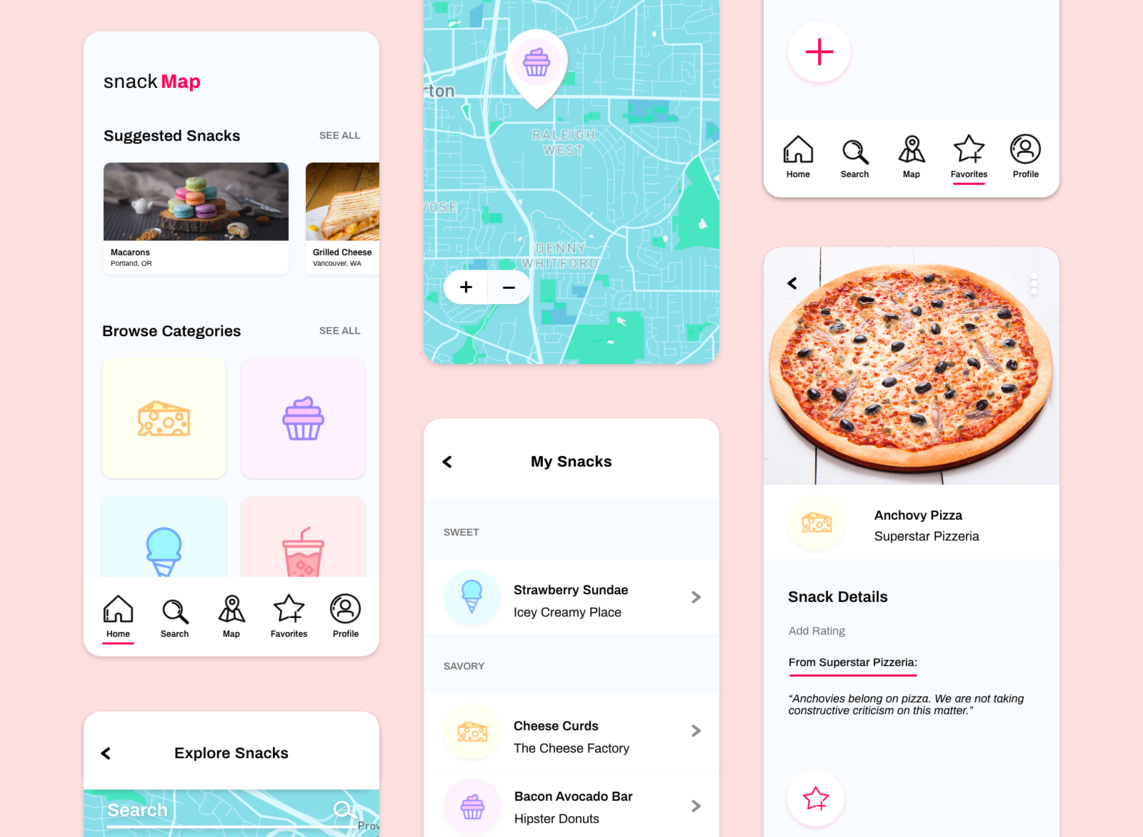 snack Map
Suggested Snacks
SEE ALL
Macarons
Portland, OR
Grilled Cheese
Vancouver, WA
Browse Categories
SEE ALL
Home
Search
Map
Favorites
Profile
Explore Snacks
Search
Prov
rton
RALEIGH
WEST
VOSE
DENNY
WHITFORD
+
−
My Snacks
SWEET
Strawberry Sundae
Icey Creamy Place
SAVORY
Cheese Curds
The Cheese Factory
Bacon Avocado Bar
Hipster Donuts
Home
Search
Map
Favorites
Profile
Anchovy Pizza
Superstar Pizzeria
Snack Details
Add Rating
From Superstar Pizzeria:
“Anchovies belong on pizza. We are not taking
constructive criticism on this matter.”